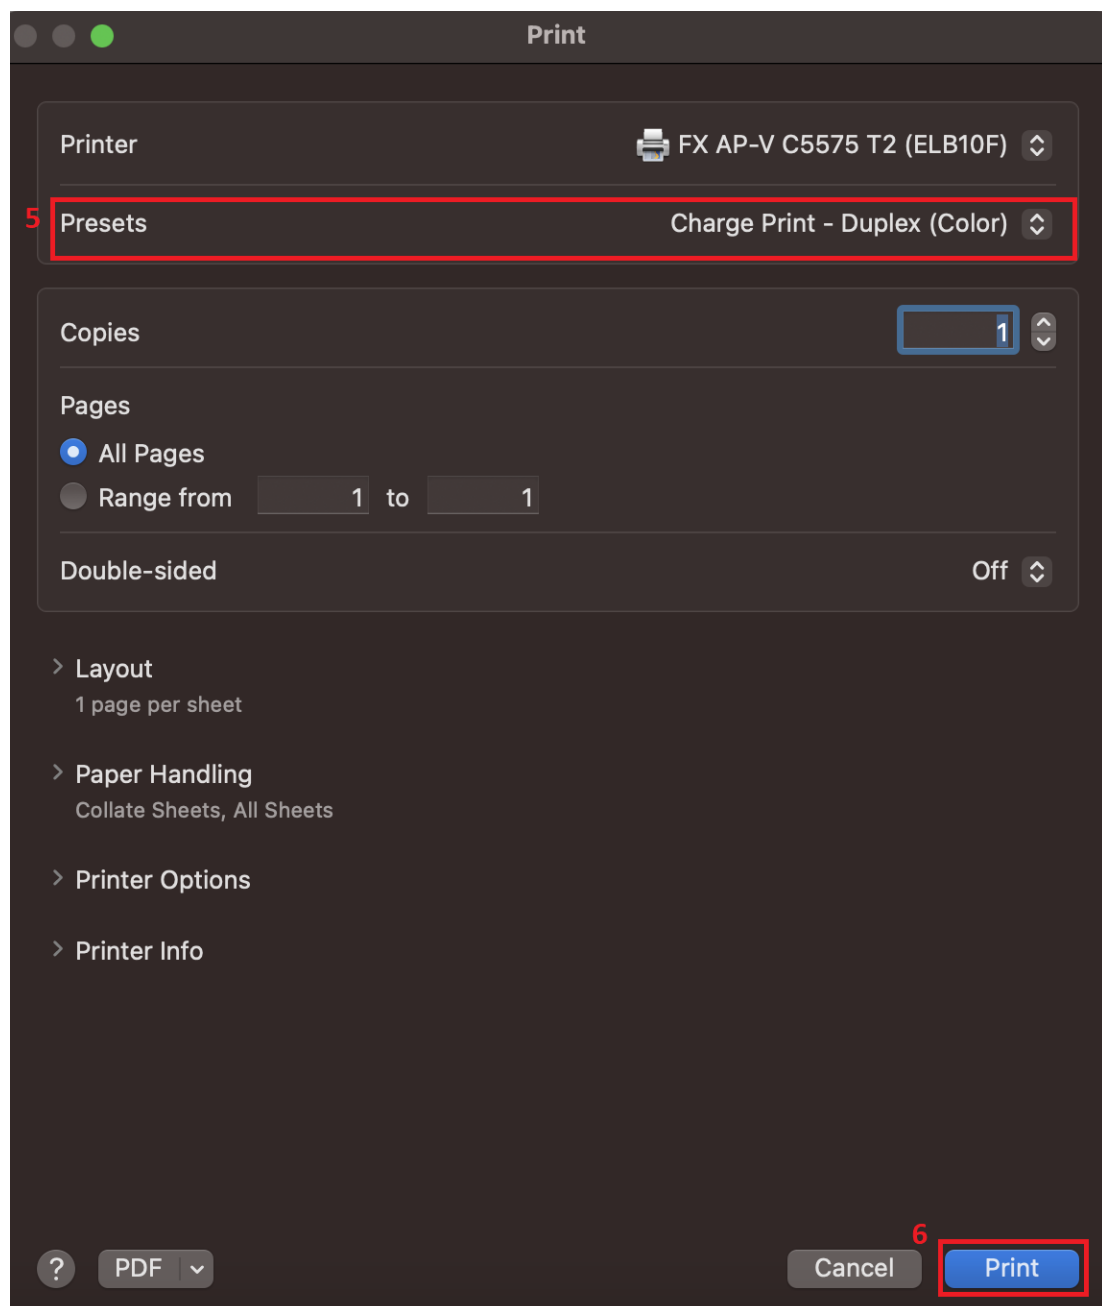 Print
Printer FX AP-V C5575 T2 (ELB10F)
5 Presets Charge Print - Duplex (Color)
Copies 1
Pages
All Pages
Range from 1 to 1
Double-sided Off
Layout
1 page per sheet
Paper Handling
Collate Sheets, All Sheets
Printer Options
Printer Info
6
? PDF Cancel Print